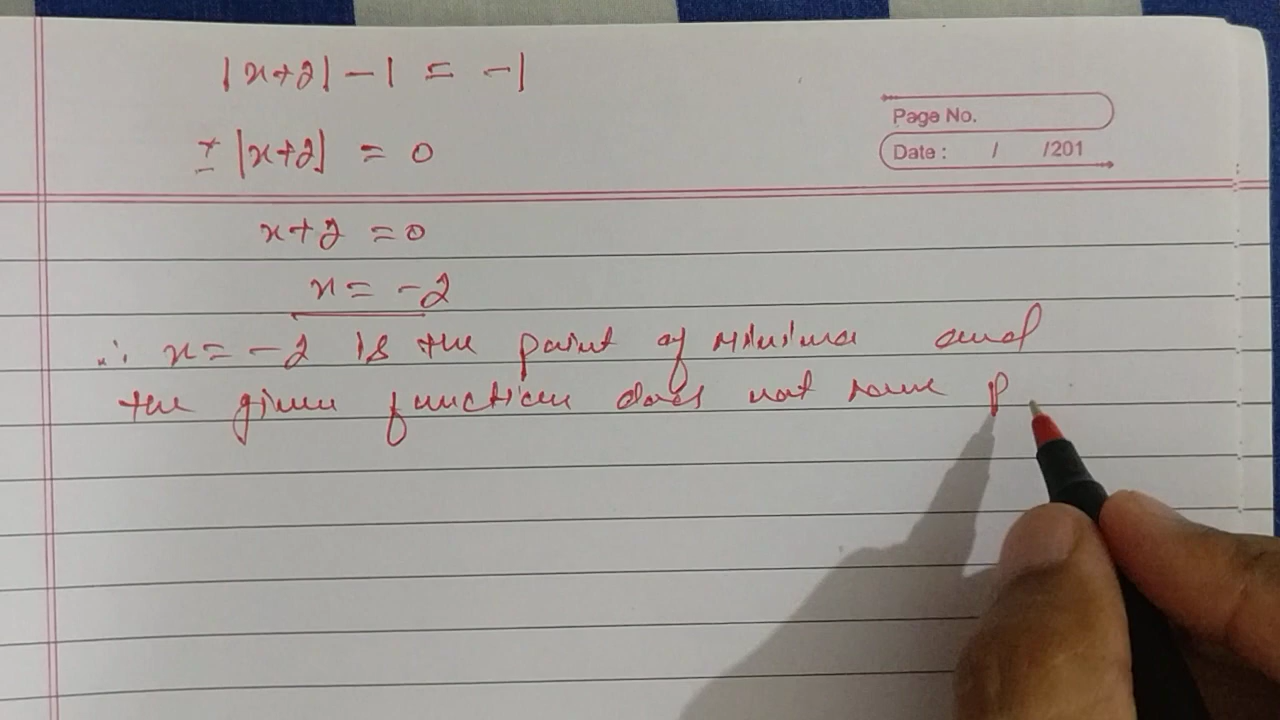 |x+2| - 1 = -1
± |x+2| = 0
Page No.
Date : / /201
x+2 = 0
x = -2
∴ x = -2 is the point of minima and
the given function does not have P